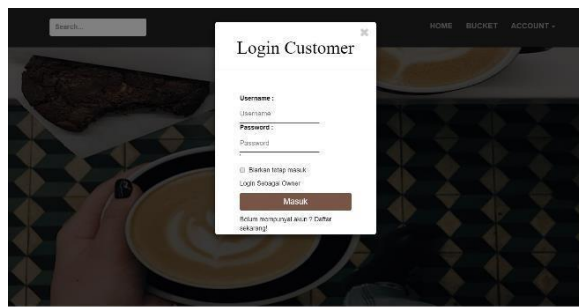 Search...
HOME BUCKET ACCOUNT
Login Customer
Username :
Username
Password :
Password
Biarkan tetap masuk
Login Sebagai Owner
Masuk
Belum mempunyai akun ? Daftar
sekarang!